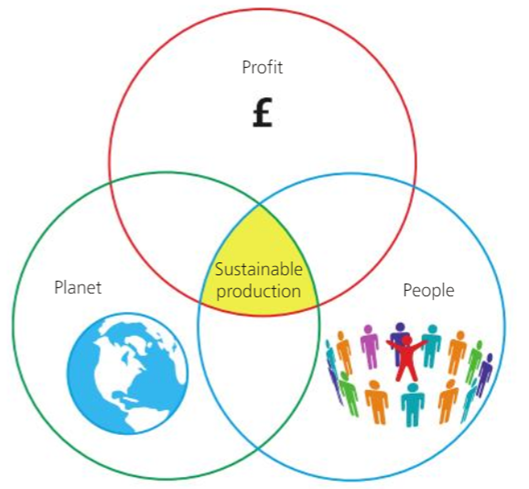 Profit
£
Sustainable
production
Planet
People